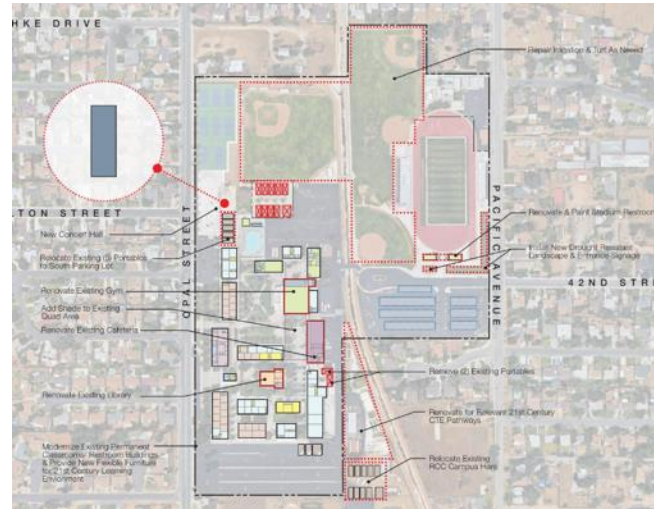 HKE DRIVE
Repair Irrigation & Turf As Needed
LTON STREET
OPAL STREET
PACIFIC AVENUE
New Concert Hall
Relocate Existing (5) Portables
to South Parking Lot
Renovate & Paint Stadium Restroom
Install New Drought Resistant
Landscape & Entrance Signage
42ND STR
Renovate Existing Gym
Add Shade to Existing
Quad Area
Renovate Existing Cafeteria
Renovate Existing Library
Remove (2) Existing Portables
Renovate for Relevant 21st Century
CTE Pathways
Modernize Existing Permanent
Classrooms/ Restroom Buildings
& Provide New Flexible Furniture
for 21st Century Learning
Relocate Existing
RCC Campus Here